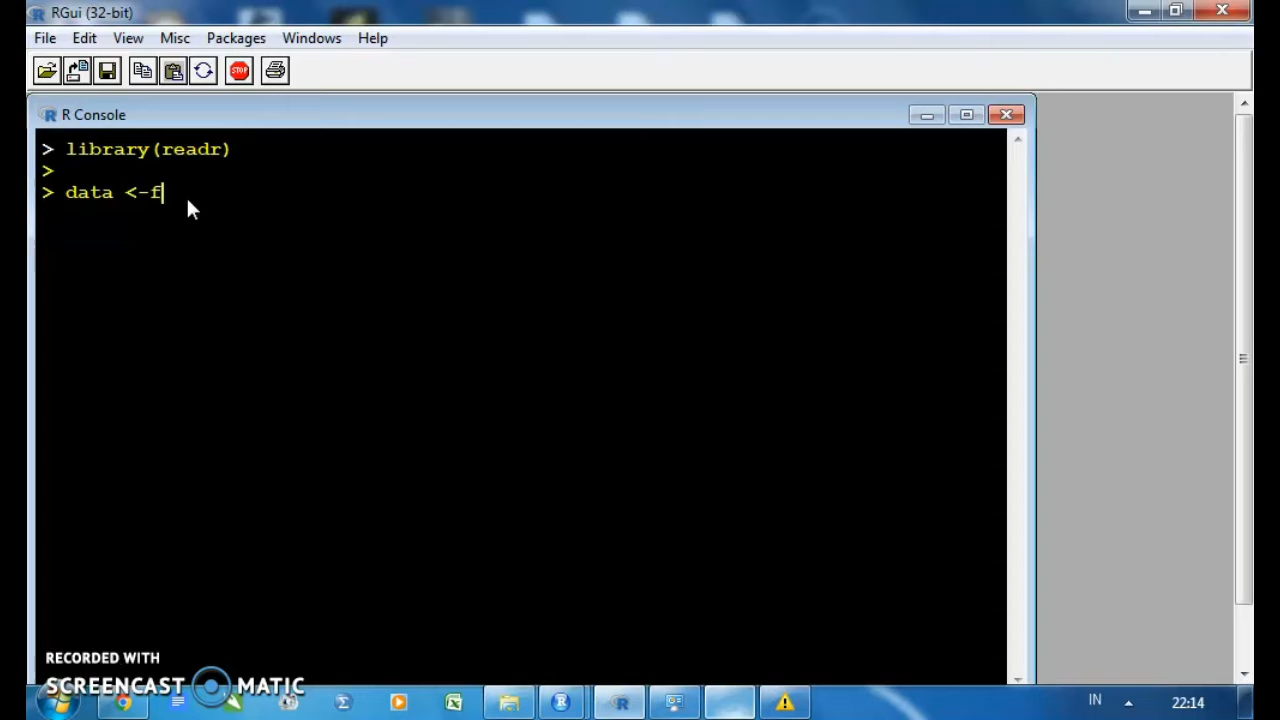 RGui (32-bit)
File Edit View Misc Packages Windows Help
STOP
R Console
> library(readr)
>
> data <-f
RECORDED WITH
SCREENCAST MATIC
IN 22:14